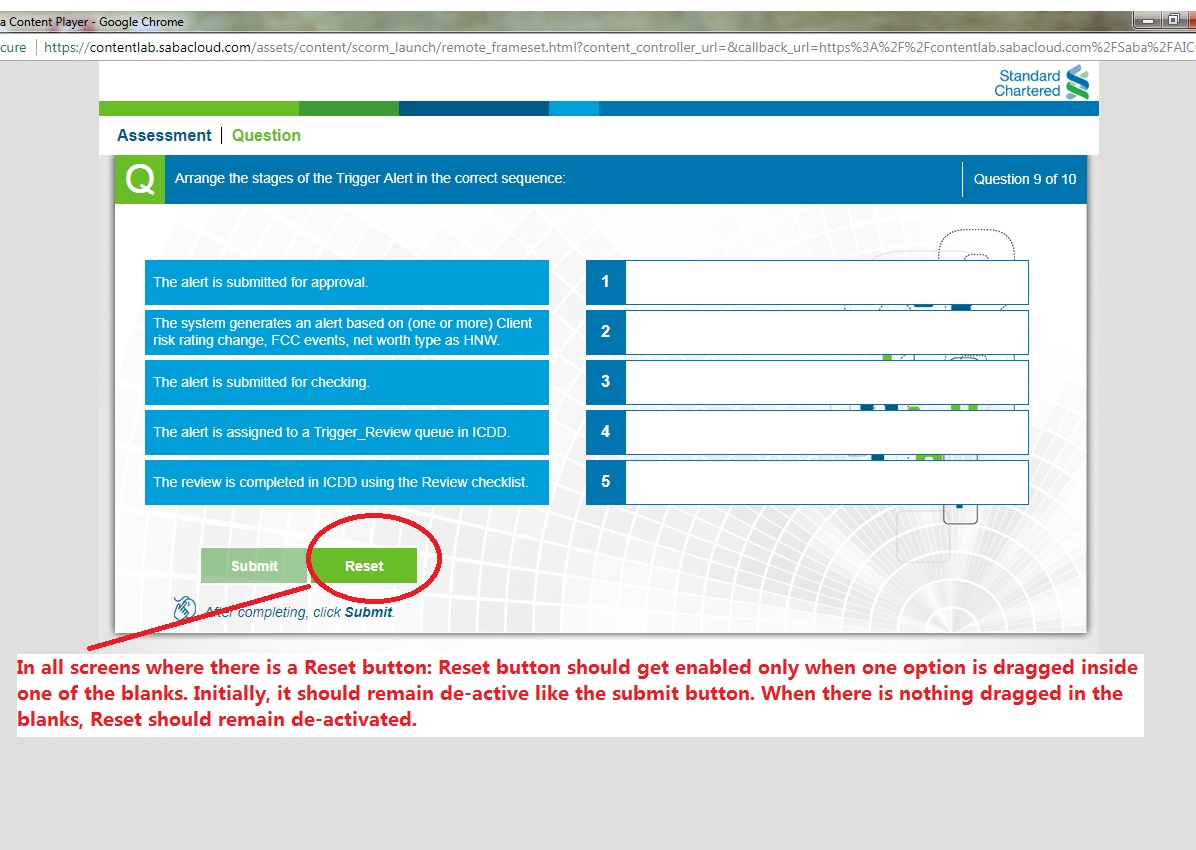 a Content Player - Google Chrome
cure | https://contentlab.sabacloud.com/assets/content/scorm_launch/remote_frameset.html?content_controller_url=&callback_url=https%3A%2F%2Fcontentlab.sabacloud.com%2FSaba%2FAIC
Standard
Chartered
Assessment | Question
Q Arrange the stages of the Trigger Alert in the correct sequence: Question 9 of 10
The alert is submitted for approval. 1
The system generates an alert based on (one or more) Client
risk rating change, FCC events, net worth type as HNW. 2
The alert is submitted for checking. 3
The alert is assigned to a Trigger_Review queue in ICDD. 4
The review is completed in ICDD using the Review checklist. 5
Submit Reset
After completing, click Submit.
In all screens where there is a Reset button: Reset button should get enabled only when one option is dragged inside
one of the blanks. Initially, it should remain de-active like the submit button. When there is nothing dragged in the
blanks, Reset should remain de-activated.